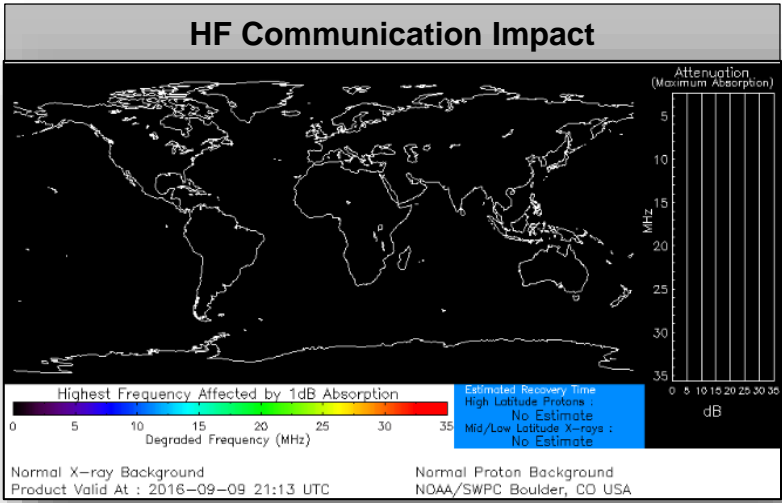 HF Communication Impact
Attenuation
(Maximum Absorption)
5
10
15
20
25
30
35
MHz
0 5 10 15 20 25 30 35
dB
Highest Frequency Affected by 1dB Absorption
0 5 10 15 20 25 30 35
Degraded Frequency (MHz)
Estimated Recovery Time
High Latitude Protons :
No Estimate
Mid/Low Latitude X-rays :
No Estimate
Normal X-ray Background
Product Valid At : 2016-09-09 21:13 UTC
Normal Proton Background
NOAA/SWPC Boulder, CO USA